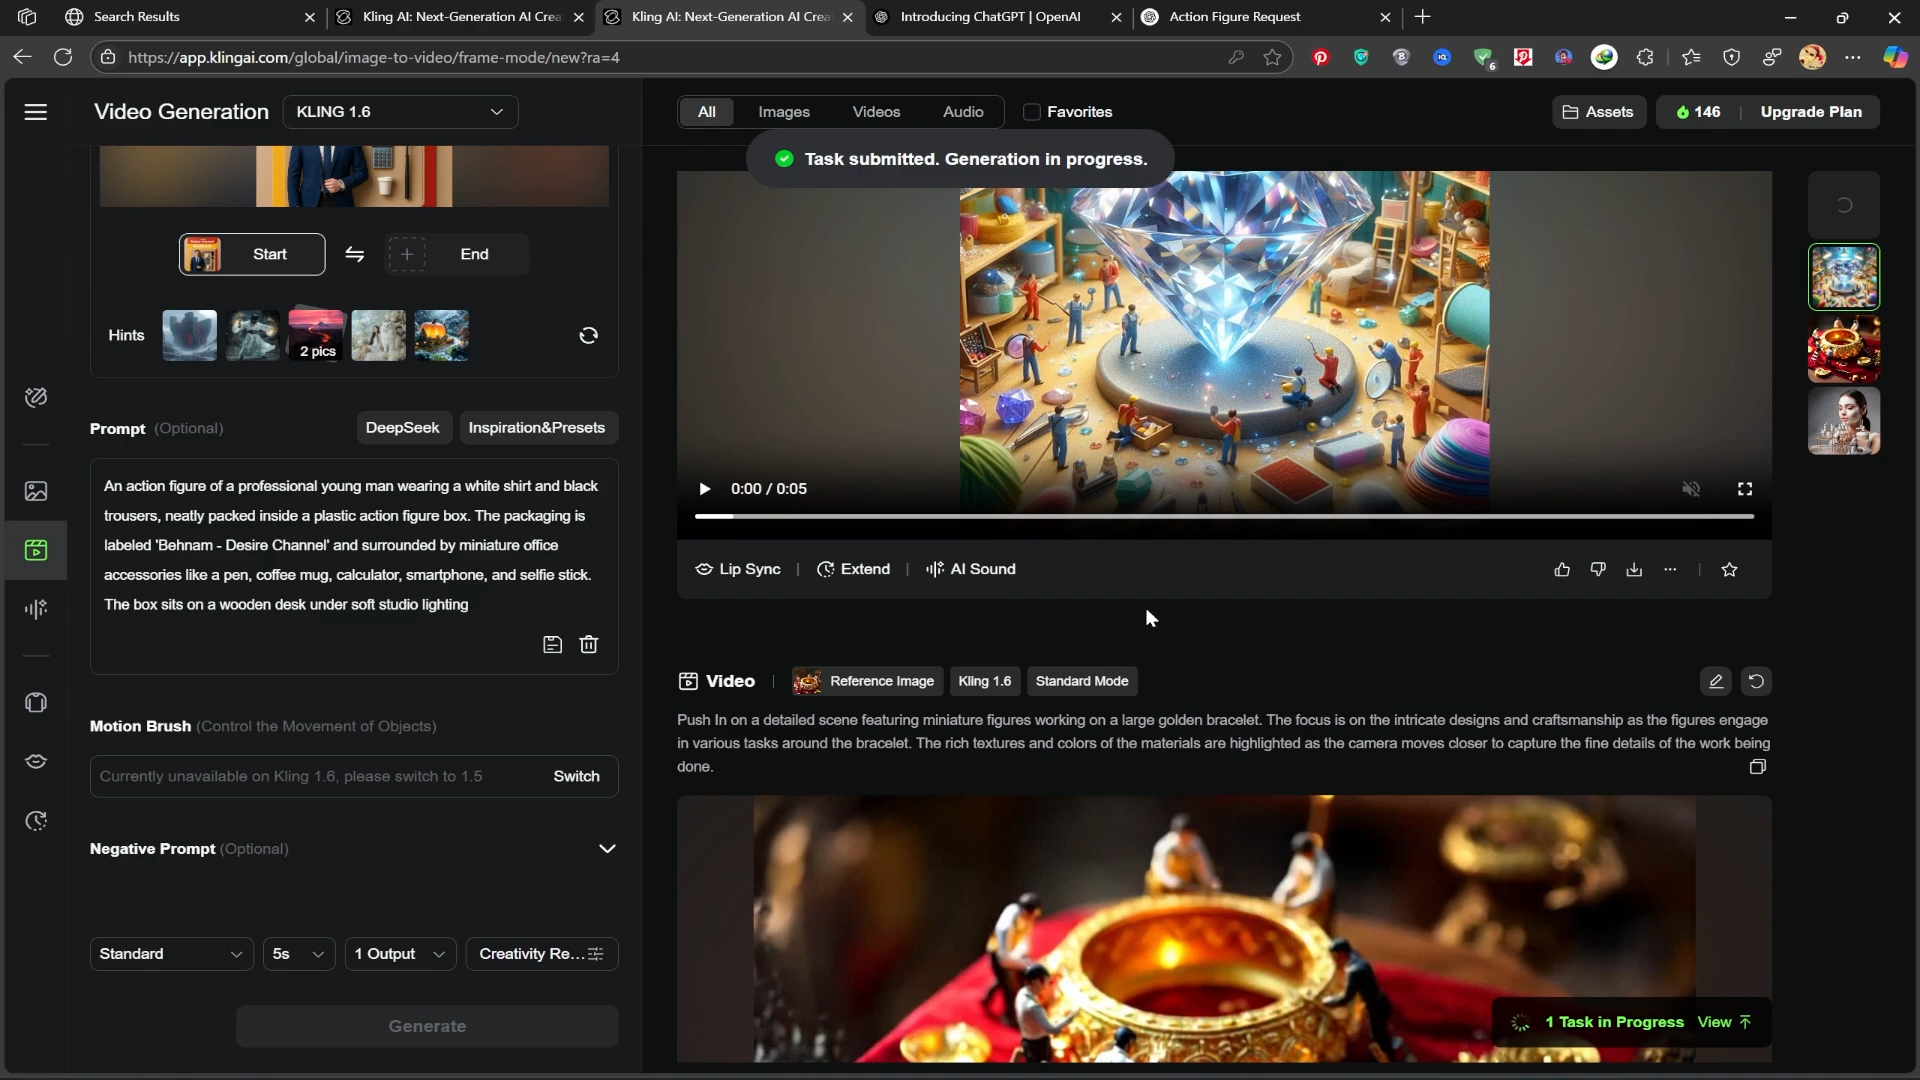 Search Results
Kling AI: Next-Generation AI Crea
Kling AI: Next-Generation AI Crea
Introducing ChatGPT | OpenAI
Action Figure Request
https://app.klingai.com/global/image-to-video/frame-mode/new?ra=4
6
Video Generation
KLING 1.6
All
Images
Videos
Audio
Favorites
Assets
146
Upgrade Plan
Task submitted. Generation in progress.
Start
End
Hints
2 pics
Prompt (Optional)
DeepSeek
Inspiration&Presets
An action figure of a professional young man wearing a white shirt and black
trousers, neatly packed inside a plastic action figure box. The packaging is
labeled 'Behnam - Desire Channel' and surrounded by miniature office
accessories like a pen, coffee mug, calculator, smartphone, and selfie stick.
The box sits on a wooden desk under soft studio lighting
Motion Brush (Control the Movement of Objects)
Currently unavailable on Kling 1.6, please switch to 1.5
Switch
Negative Prompt (Optional)
Standard
5s
1 Output
Creativity Re...
Generate
0:00 / 0:05
Lip Sync
Extend
AI Sound
Video
Reference Image
Kling 1.6
Standard Mode
Push In on a detailed scene featuring miniature figures working on a large golden bracelet. The focus is on the intricate designs and craftsmanship as the figures engage
in various tasks around the bracelet. The rich textures and colors of the materials are highlighted as the camera moves closer to capture the fine details of the work being
done.
1 Task in Progress
View